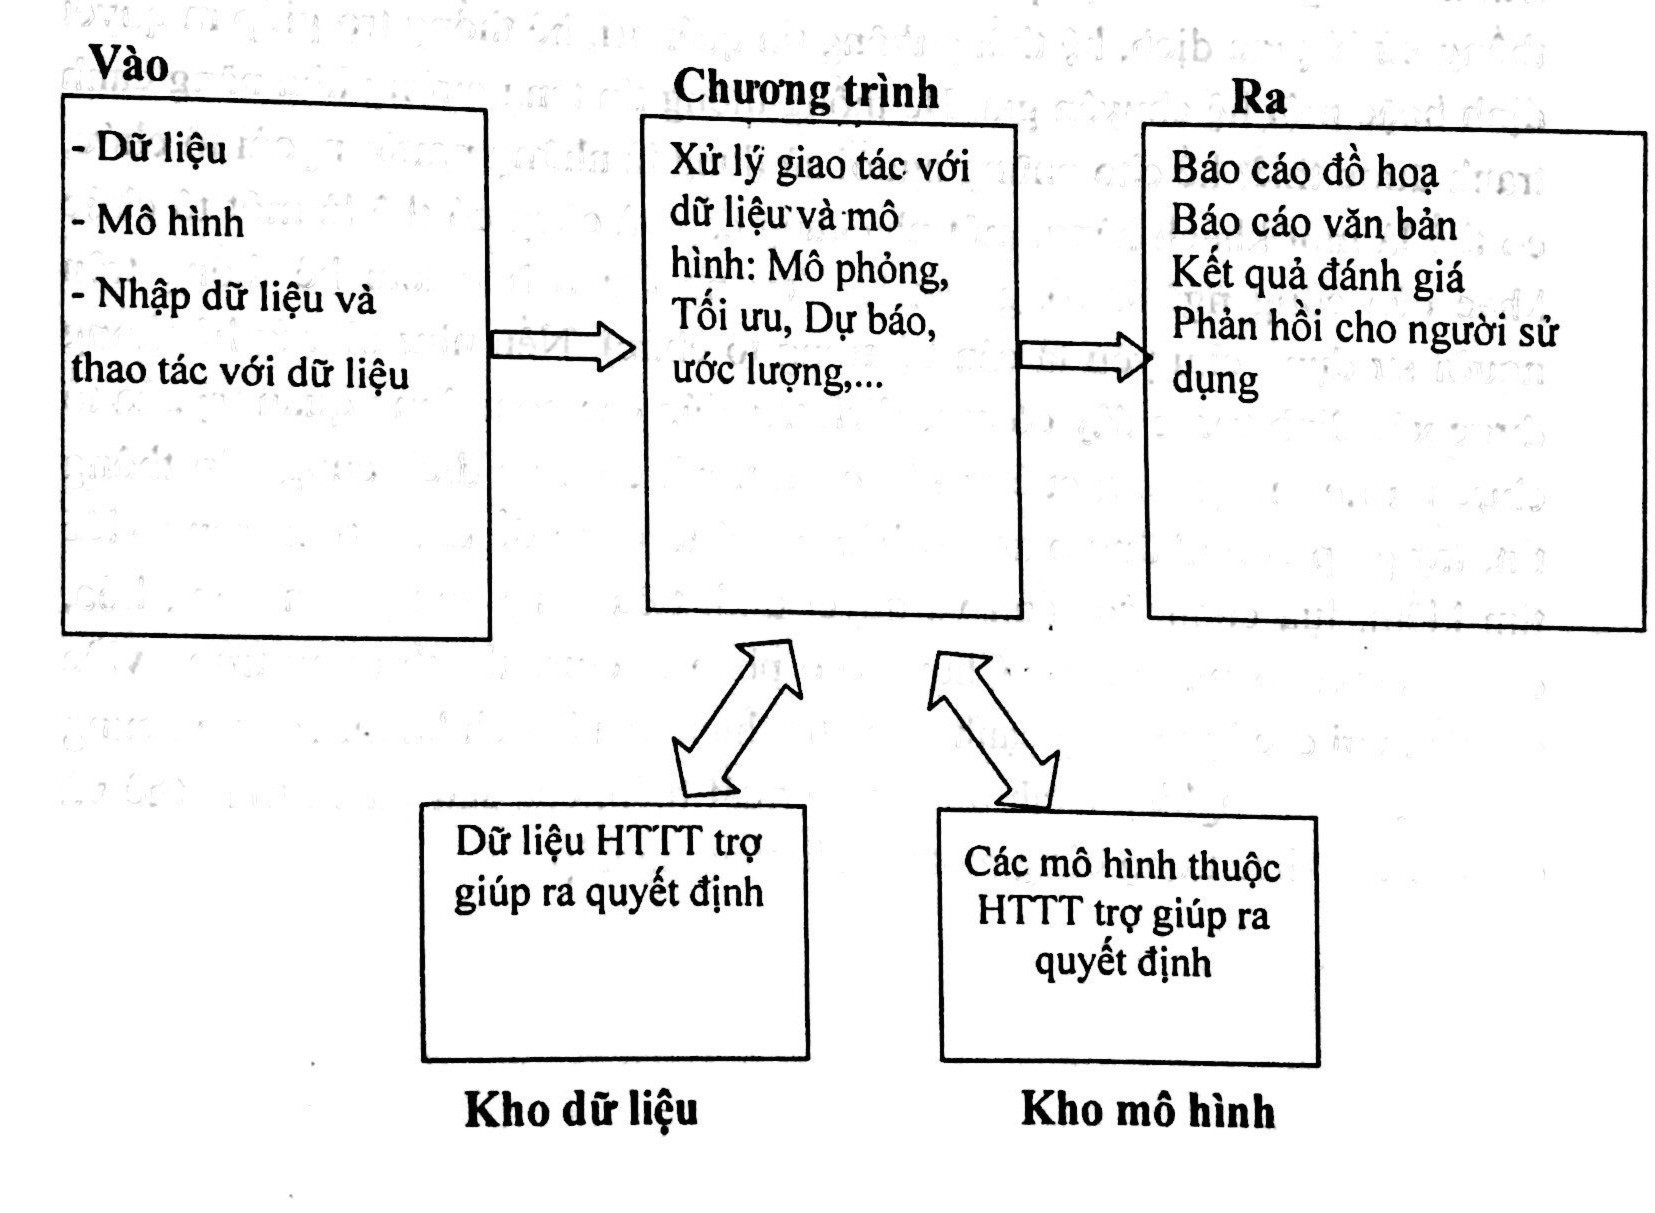 Vào
- Dữ liệu
- Mô hình
- Nhập dữ liệu và
thao tác với dữ liệu
Chương trình
Xử lý giao tác với
dữ liệu và mô
hình: Mô phỏng,
Tối ưu, Dự báo,
ước lượng,...
Ra
Báo cáo đồ hoạ
Báo cáo văn bản
Kết quả đánh giá
Phản hồi cho người sử
dụng
Dữ liệu HTTT trợ
giúp ra quyết định
Kho dữ liệu
Các mô hình thuộc
HTTT trợ giúp ra
quyết định
Kho mô hình